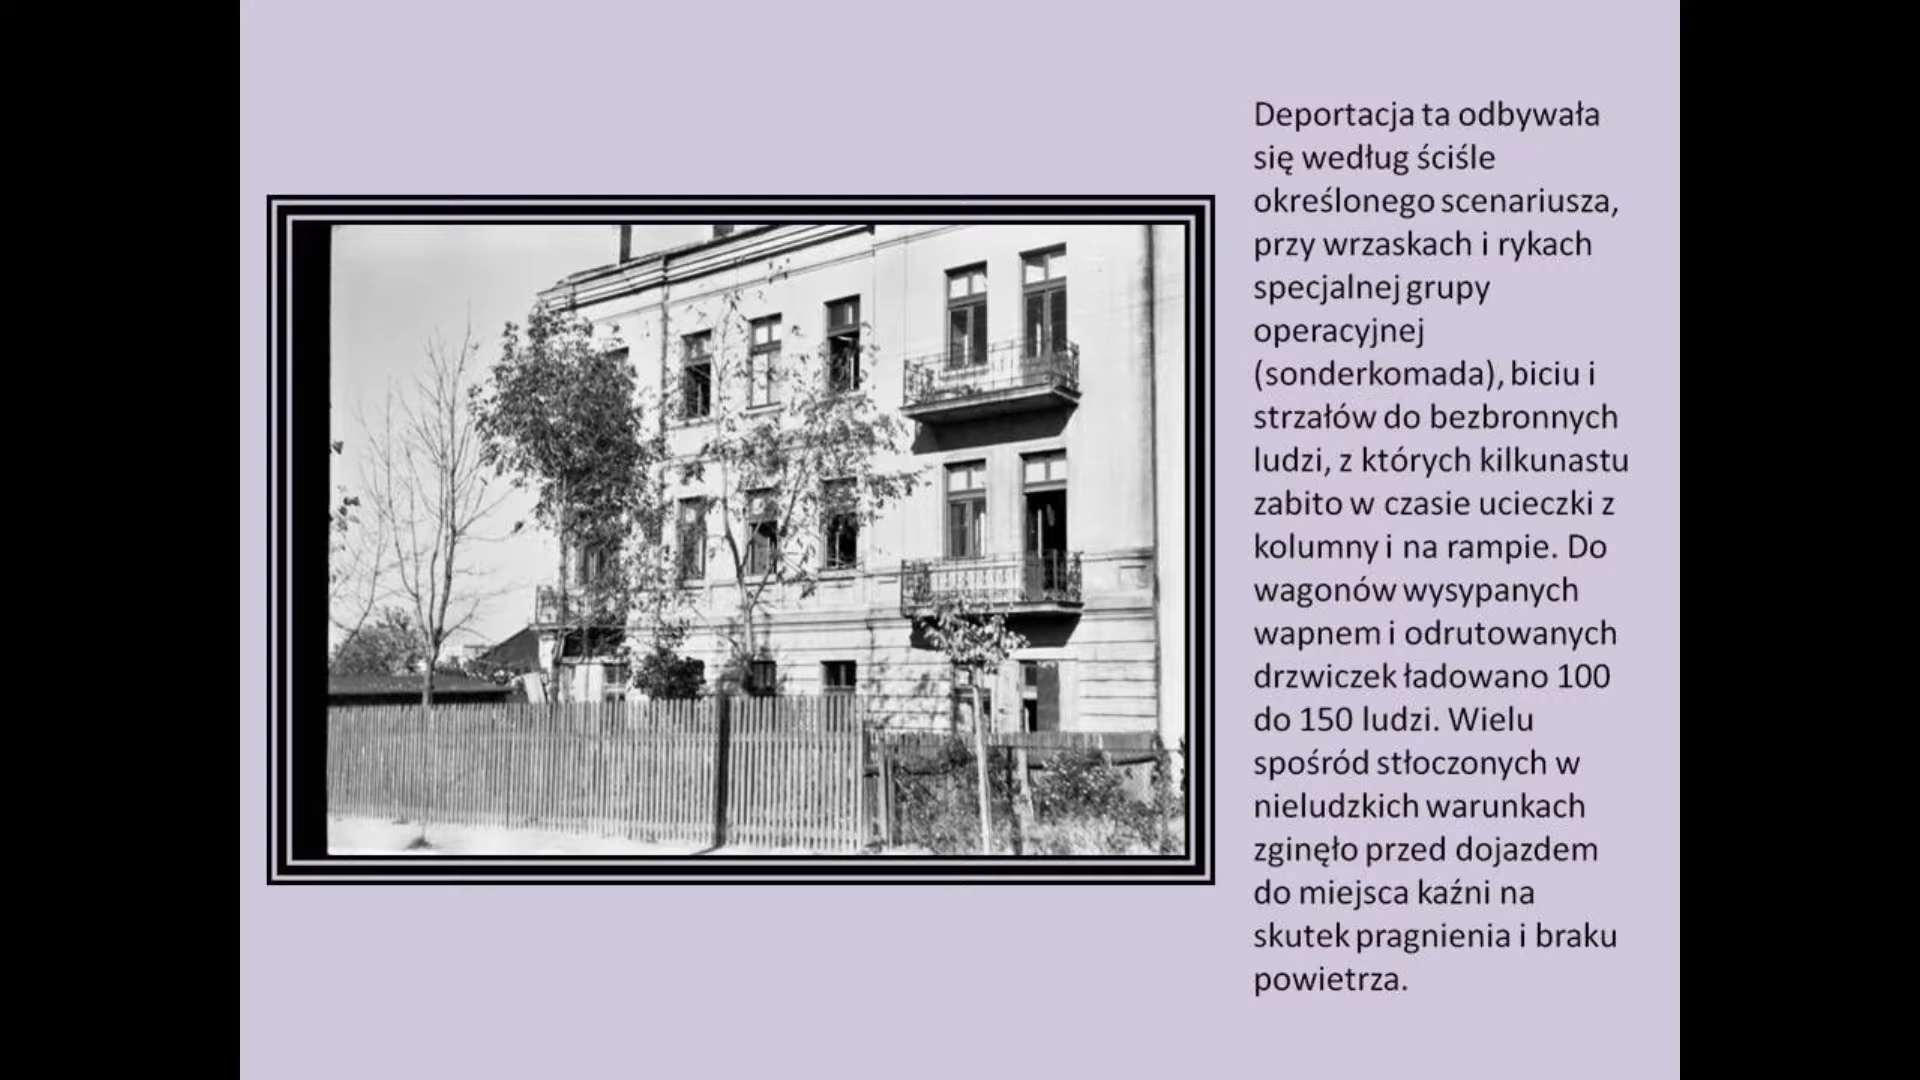 Deportacja ta odbywała
się według ściśle
określonego scenariusza,
przy wrzaskach i rykach
specjalnej grupy
operacyjnej
(sonderkomada), biciu i
strzałów do bezbronnych
ludzi, z których kilkunastu
zabito w czasie ucieczki z
kolumny i na rampie. Do
wagonów wysypanych
wapnem i odrutowanych
drzwiczek ładowano 100
do 150 ludzi. Wielu
spośród stłoczonych w
nieludzkich warunkach
zginęło przed dojazdem
do miejsca kaźni na
skutek pragnienia i braku
powietrza.